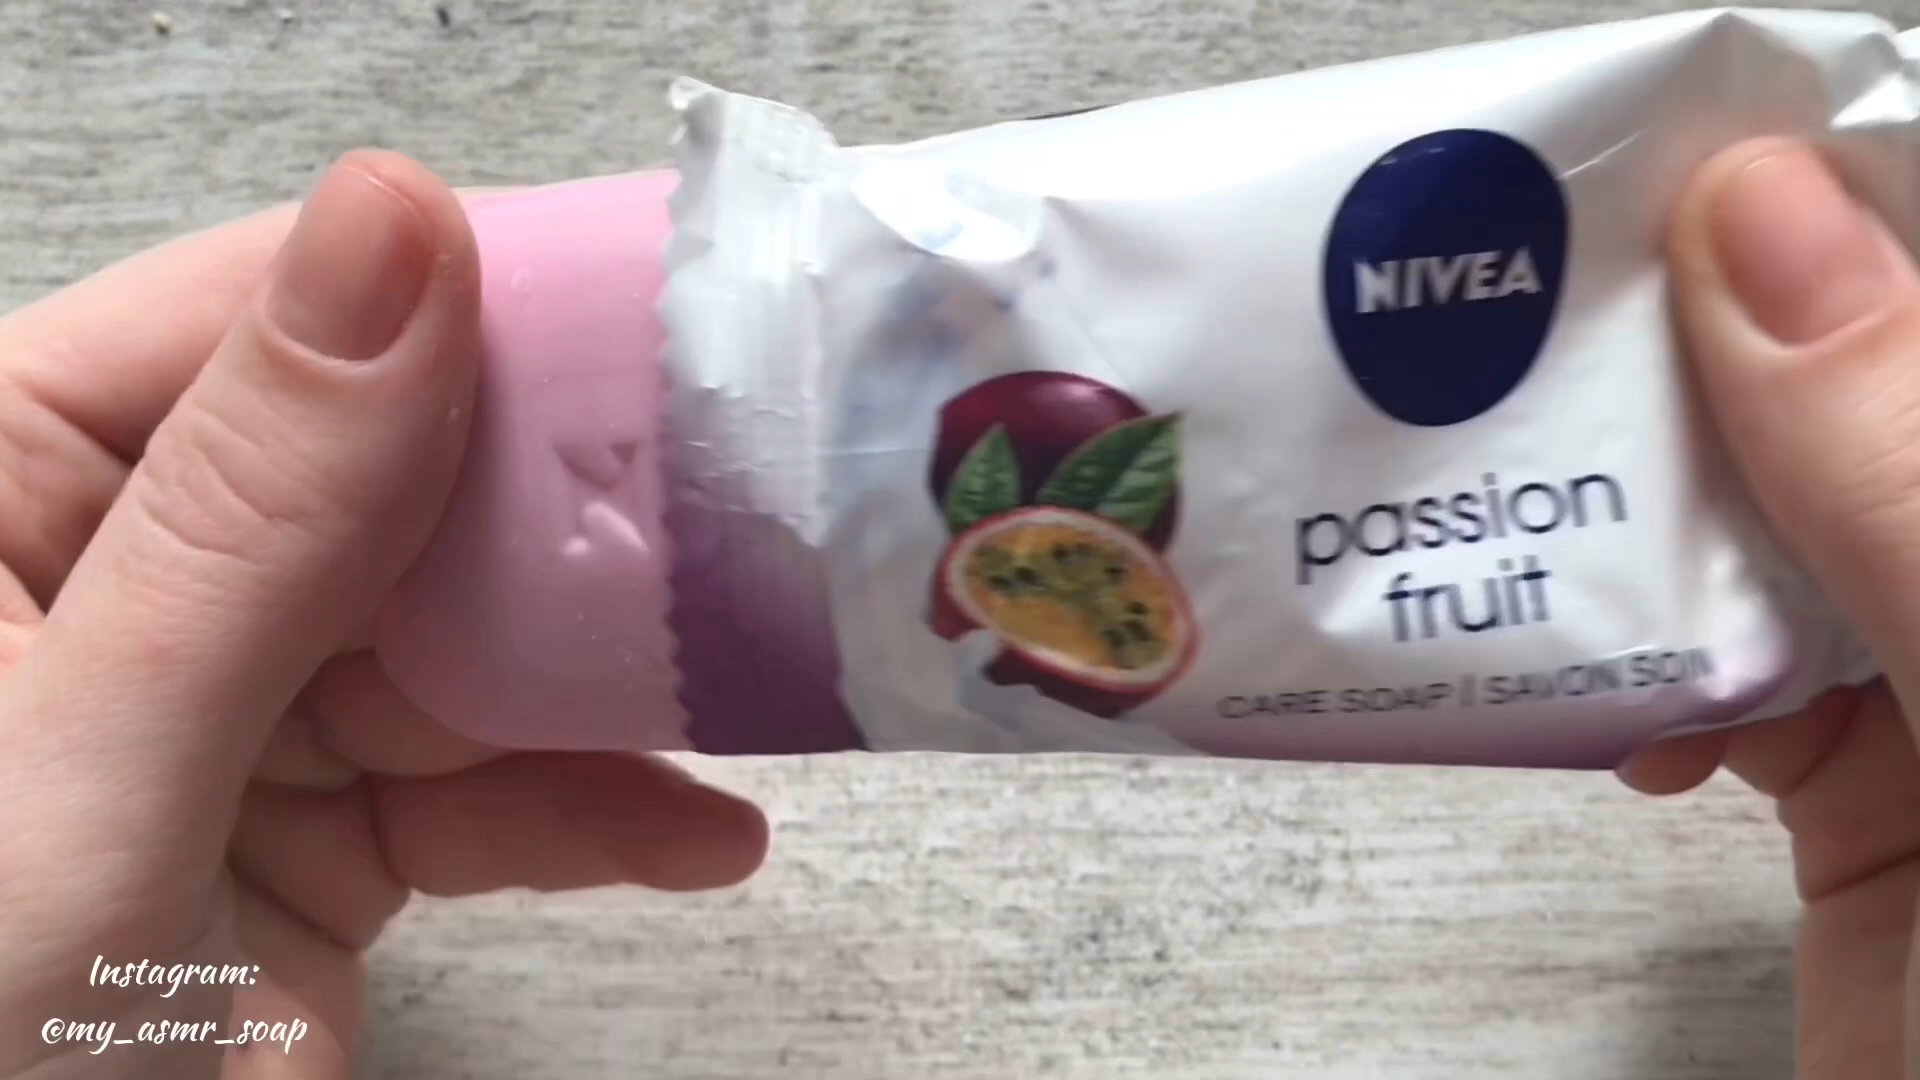 NIVEA
passion
fruit
CARE SOAP | SAVON SOIN
Instagram:
@my_asmr_soap